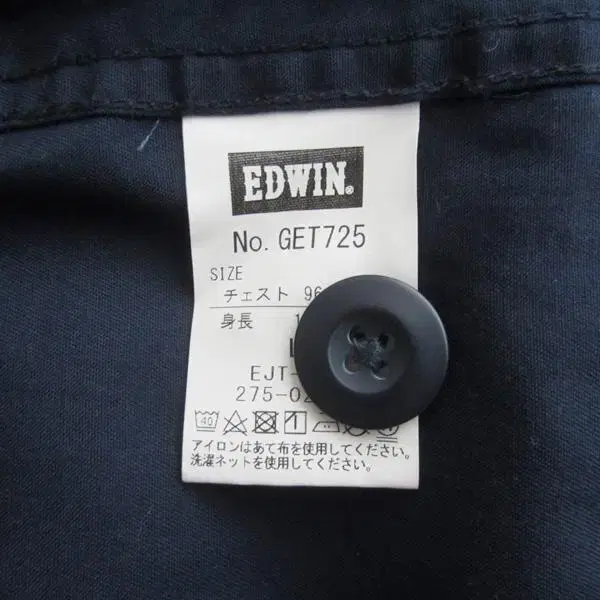 EDWIN®
No. GET725
SIZE
チェスト 96
身長 1
EJT-
275-02
40
アイロンはあて布を使用してください。
洗濯ネットを使用してください。